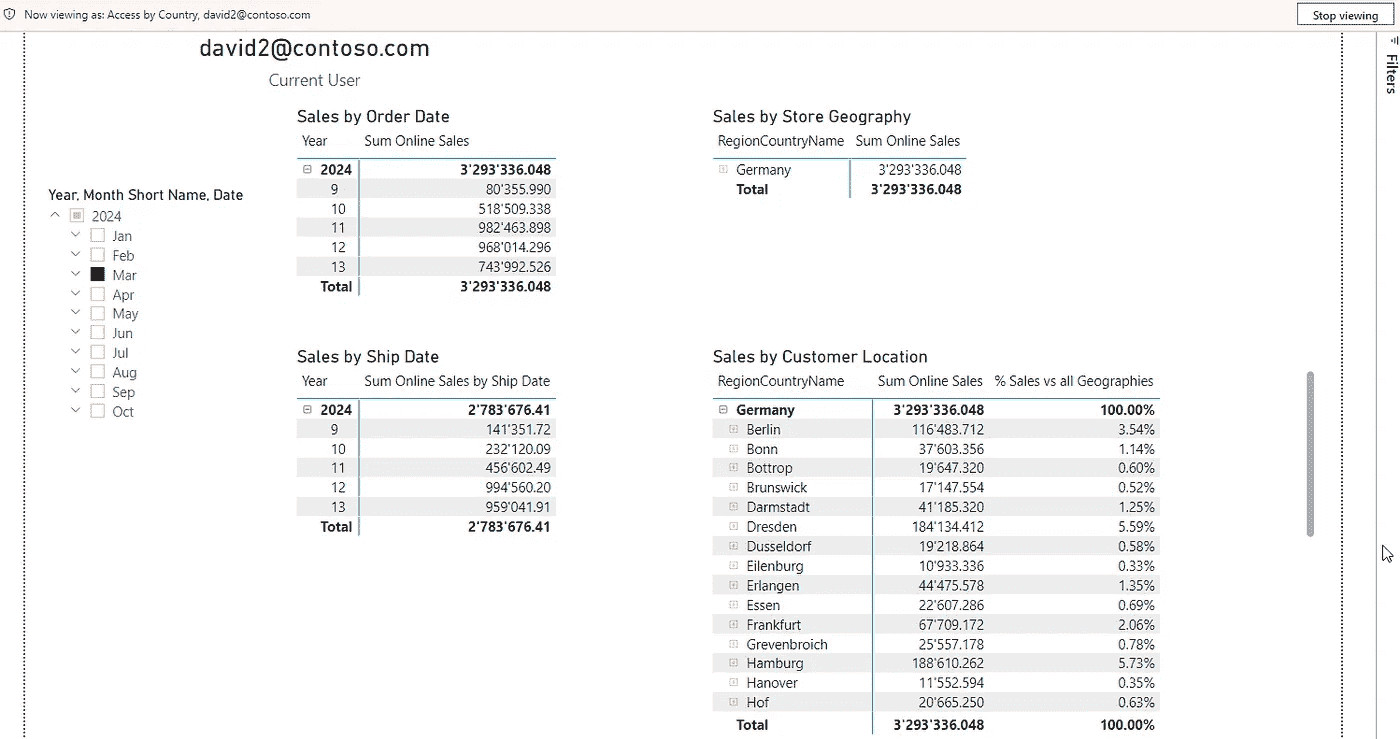 Now viewing as: Access by Country, david2@contoso.com
Stop viewing
Filters
david2@contoso.com
Current User
Year, Month Short Name, Date
2024
Jan
Feb
Mar
Apr
May
Jun
Jul
Aug
Sep
Oct
Sales by Order Date
Year Sum Online Sales
2024 3'293'336.048
9 80'355.990
10 518'509.338
11 982'463.898
12 968'014.296
13 743'992.526
Total 3'293'336.048
Sales by Store Geography
RegionCountryName Sum Online Sales
Germany 3'293'336.048
Total 3'293'336.048
Sales by Ship Date
Year Sum Online Sales by Ship Date
2024 2'783'676.41
9 141'351.72
10 232'120.09
11 456'602.49
12 994'560.20
13 959'041.91
Total 2'783'676.41
Sales by Customer Location
RegionCountryName Sum Online Sales % Sales vs all Geographies
Germany 3'293'336.048 100.00%
Berlin 116'483.712 3.54%
Bonn 37'603.356 1.14%
Bottrop 19'647.320 0.60%
Brunswick 17'147.554 0.52%
Darmstadt 41'185.320 1.25%
Dresden 184'134.412 5.59%
Dusseldorf 19'218.864 0.58%
Eilenburg 10'933.336 0.33%
Erlangen 44'475.578 1.35%
Essen 22'607.286 0.69%
Frankfurt 67'709.172 2.06%
Grevenbroich 25'557.178 0.78%
Hamburg 188'610.262 5.73%
Hanover 11'552.594 0.35%
Hof 20'665.250 0.63%
Total 3'293'336.048 100.00%